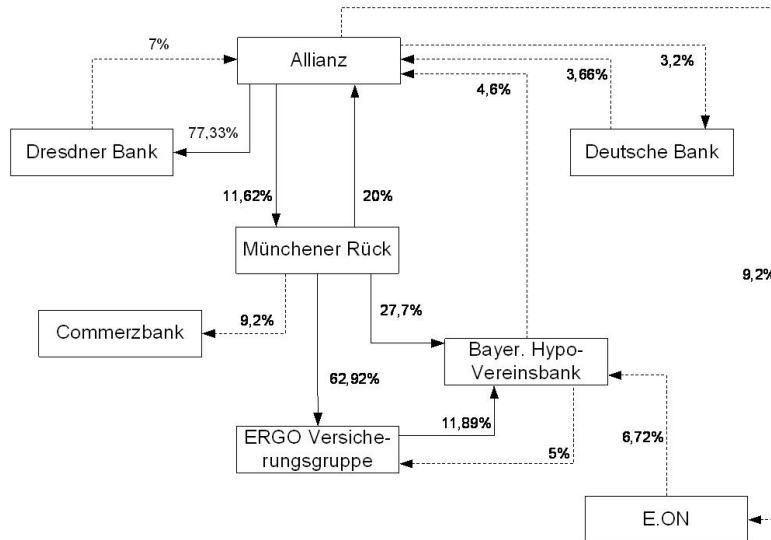 7%
Allianz
3,66%
3,2%
4,6%
77,33%
Dresdner Bank
Deutsche Bank
11,62%
20%
Münchener Rück
9,2%
27,7%
9,2%
Commerzbank
Bayer. Hypo-
Vereinsbank
62,92%
11,89%
ERGO Versiche-
rungsgruppe
5%
6,72%
E.ON